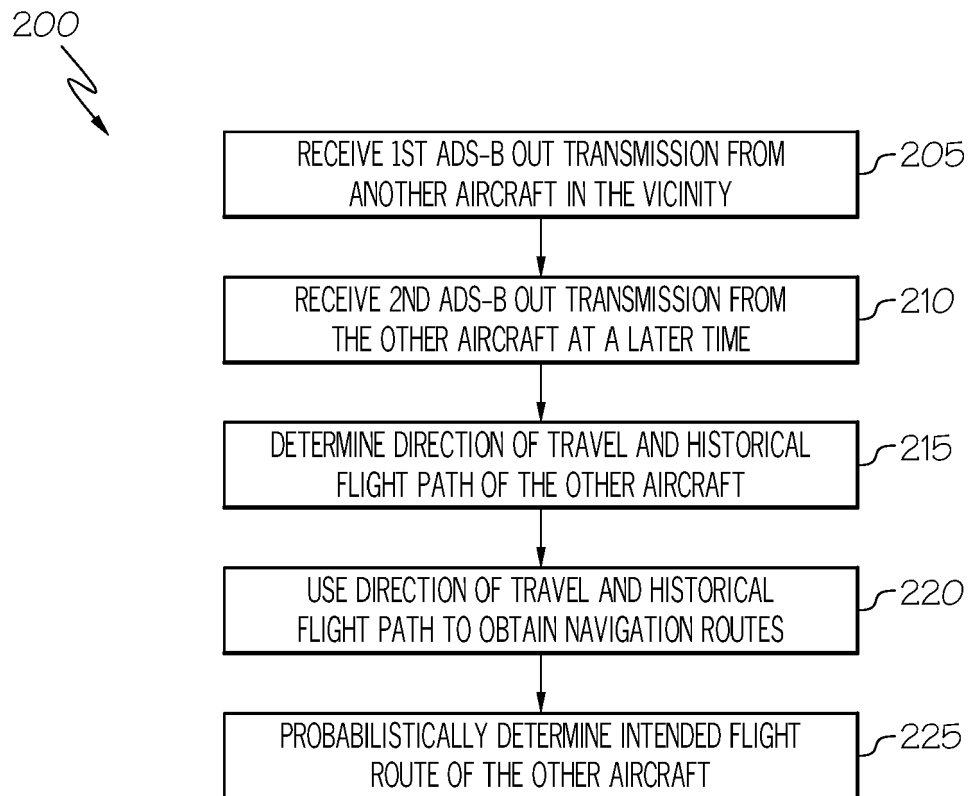 200
RECEIVE 1ST ADS-B OUT TRANSMISSION FROM
ANOTHER AIRCRAFT IN THE VICINITY
205
RECEIVE 2ND ADS-B OUT TRANSMISSION FROM
THE OTHER AIRCRAFT AT A LATER TIME
210
DETERMINE DIRECTION OF TRAVEL AND HISTORICAL
FLIGHT PATH OF THE OTHER AIRCRAFT
215
USE DIRECTION OF TRAVEL AND HISTORICAL
FLIGHT PATH TO OBTAIN NAVIGATION ROUTES
220
PROBABILISTICALLY DETERMINE INTENDED FLIGHT
ROUTE OF THE OTHER AIRCRAFT
225